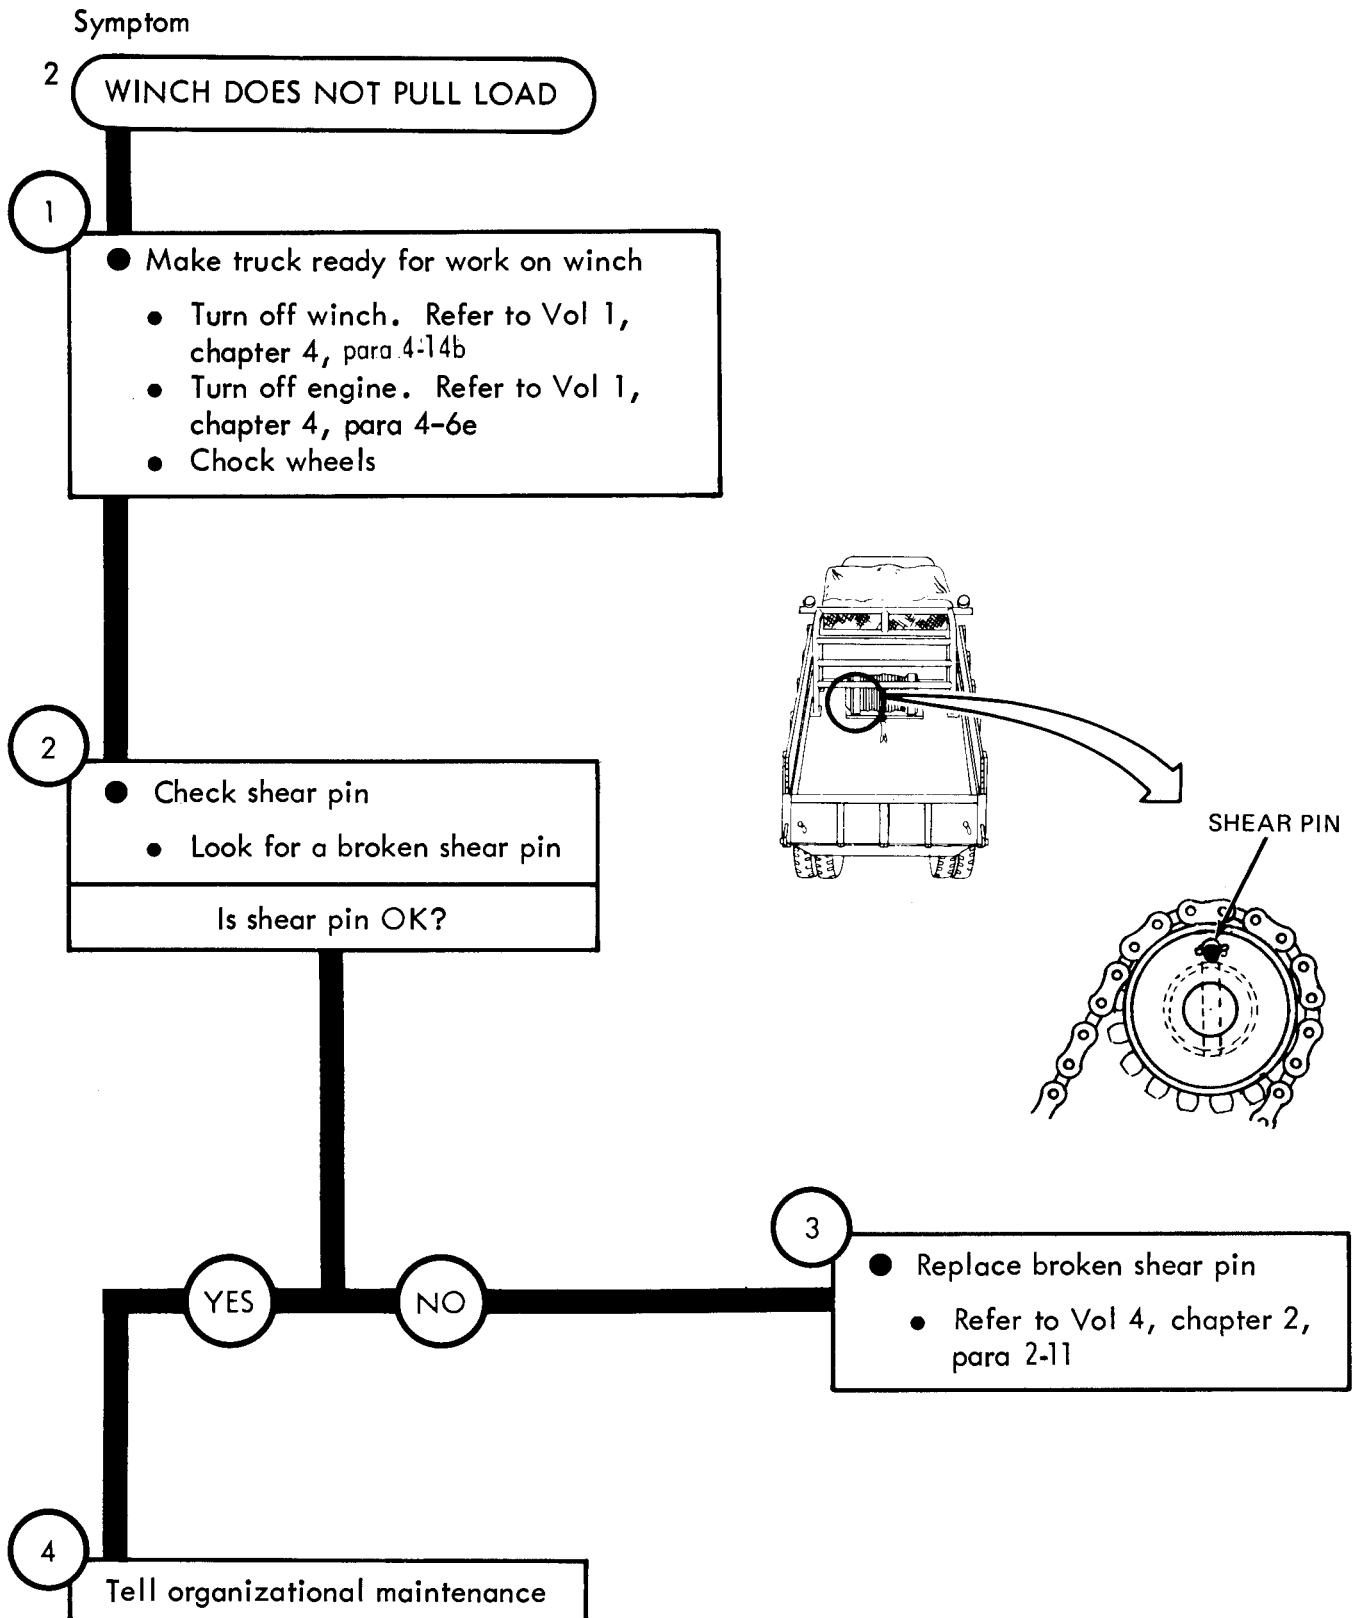 Symptom
2
WINCH DOES NOT PULL LOAD
1
● Make truck ready for work on winch
● Turn off winch. Refer to Vol 1,
chapter 4, para 4-14b
● Turn off engine. Refer to Vol 1,
chapter 4, para 4-6e
● Chock wheels
2
● Check shear pin
● Look for a broken shear pin
Is shear pin OK?
SHEAR PIN
YES
NO
3
● Replace broken shear pin
● Refer to Vol 4, chapter 2,
para 2-11
4
Tell organizational maintenance